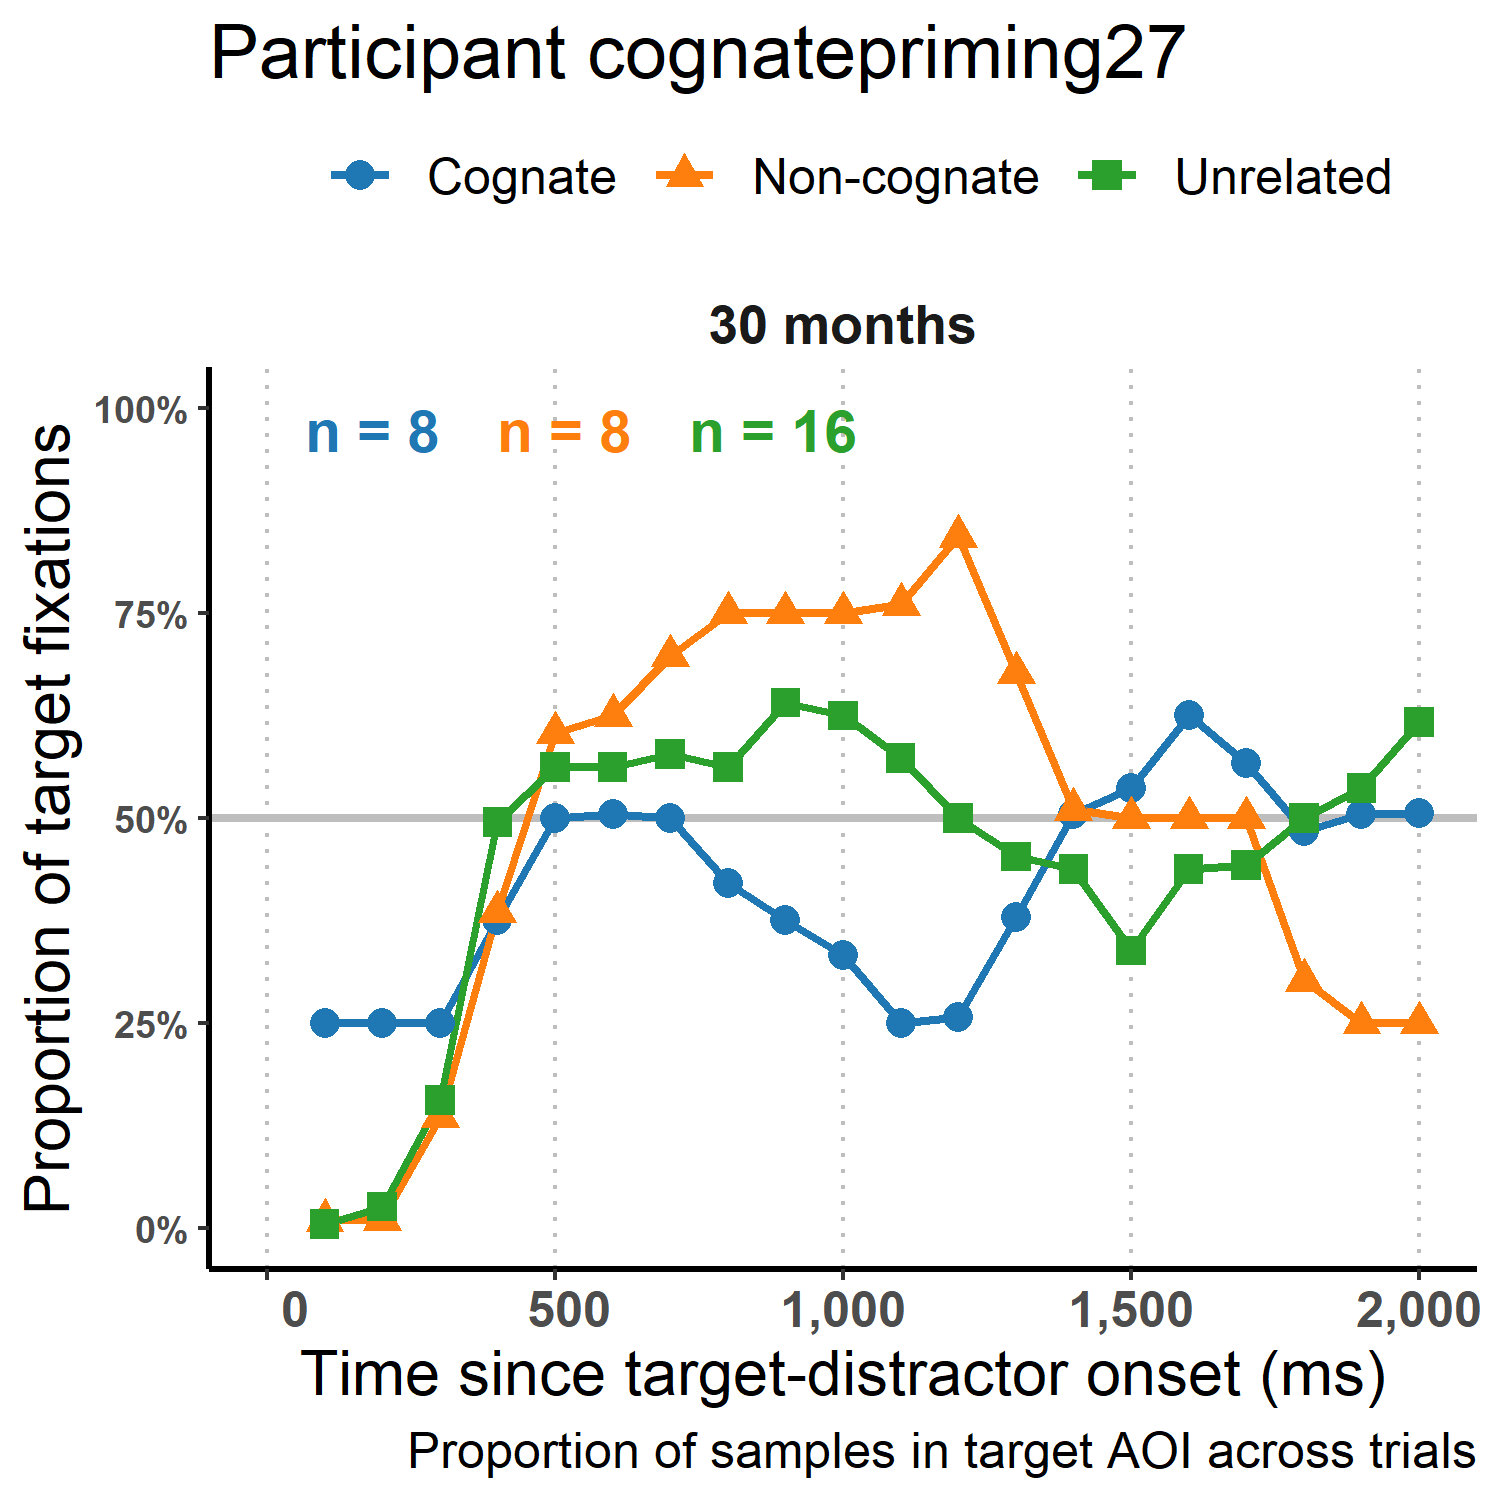 Participant cognatepriming27
Cognate Non-cognate Unrelated
30 months
n = 8 n = 8 n = 16
Proportion of target fixations
100%
75%
50%
25%
0%
0 500 1,000 1,500 2,000
Time since target-distractor onset (ms)
Proportion of samples in target AOI across trials